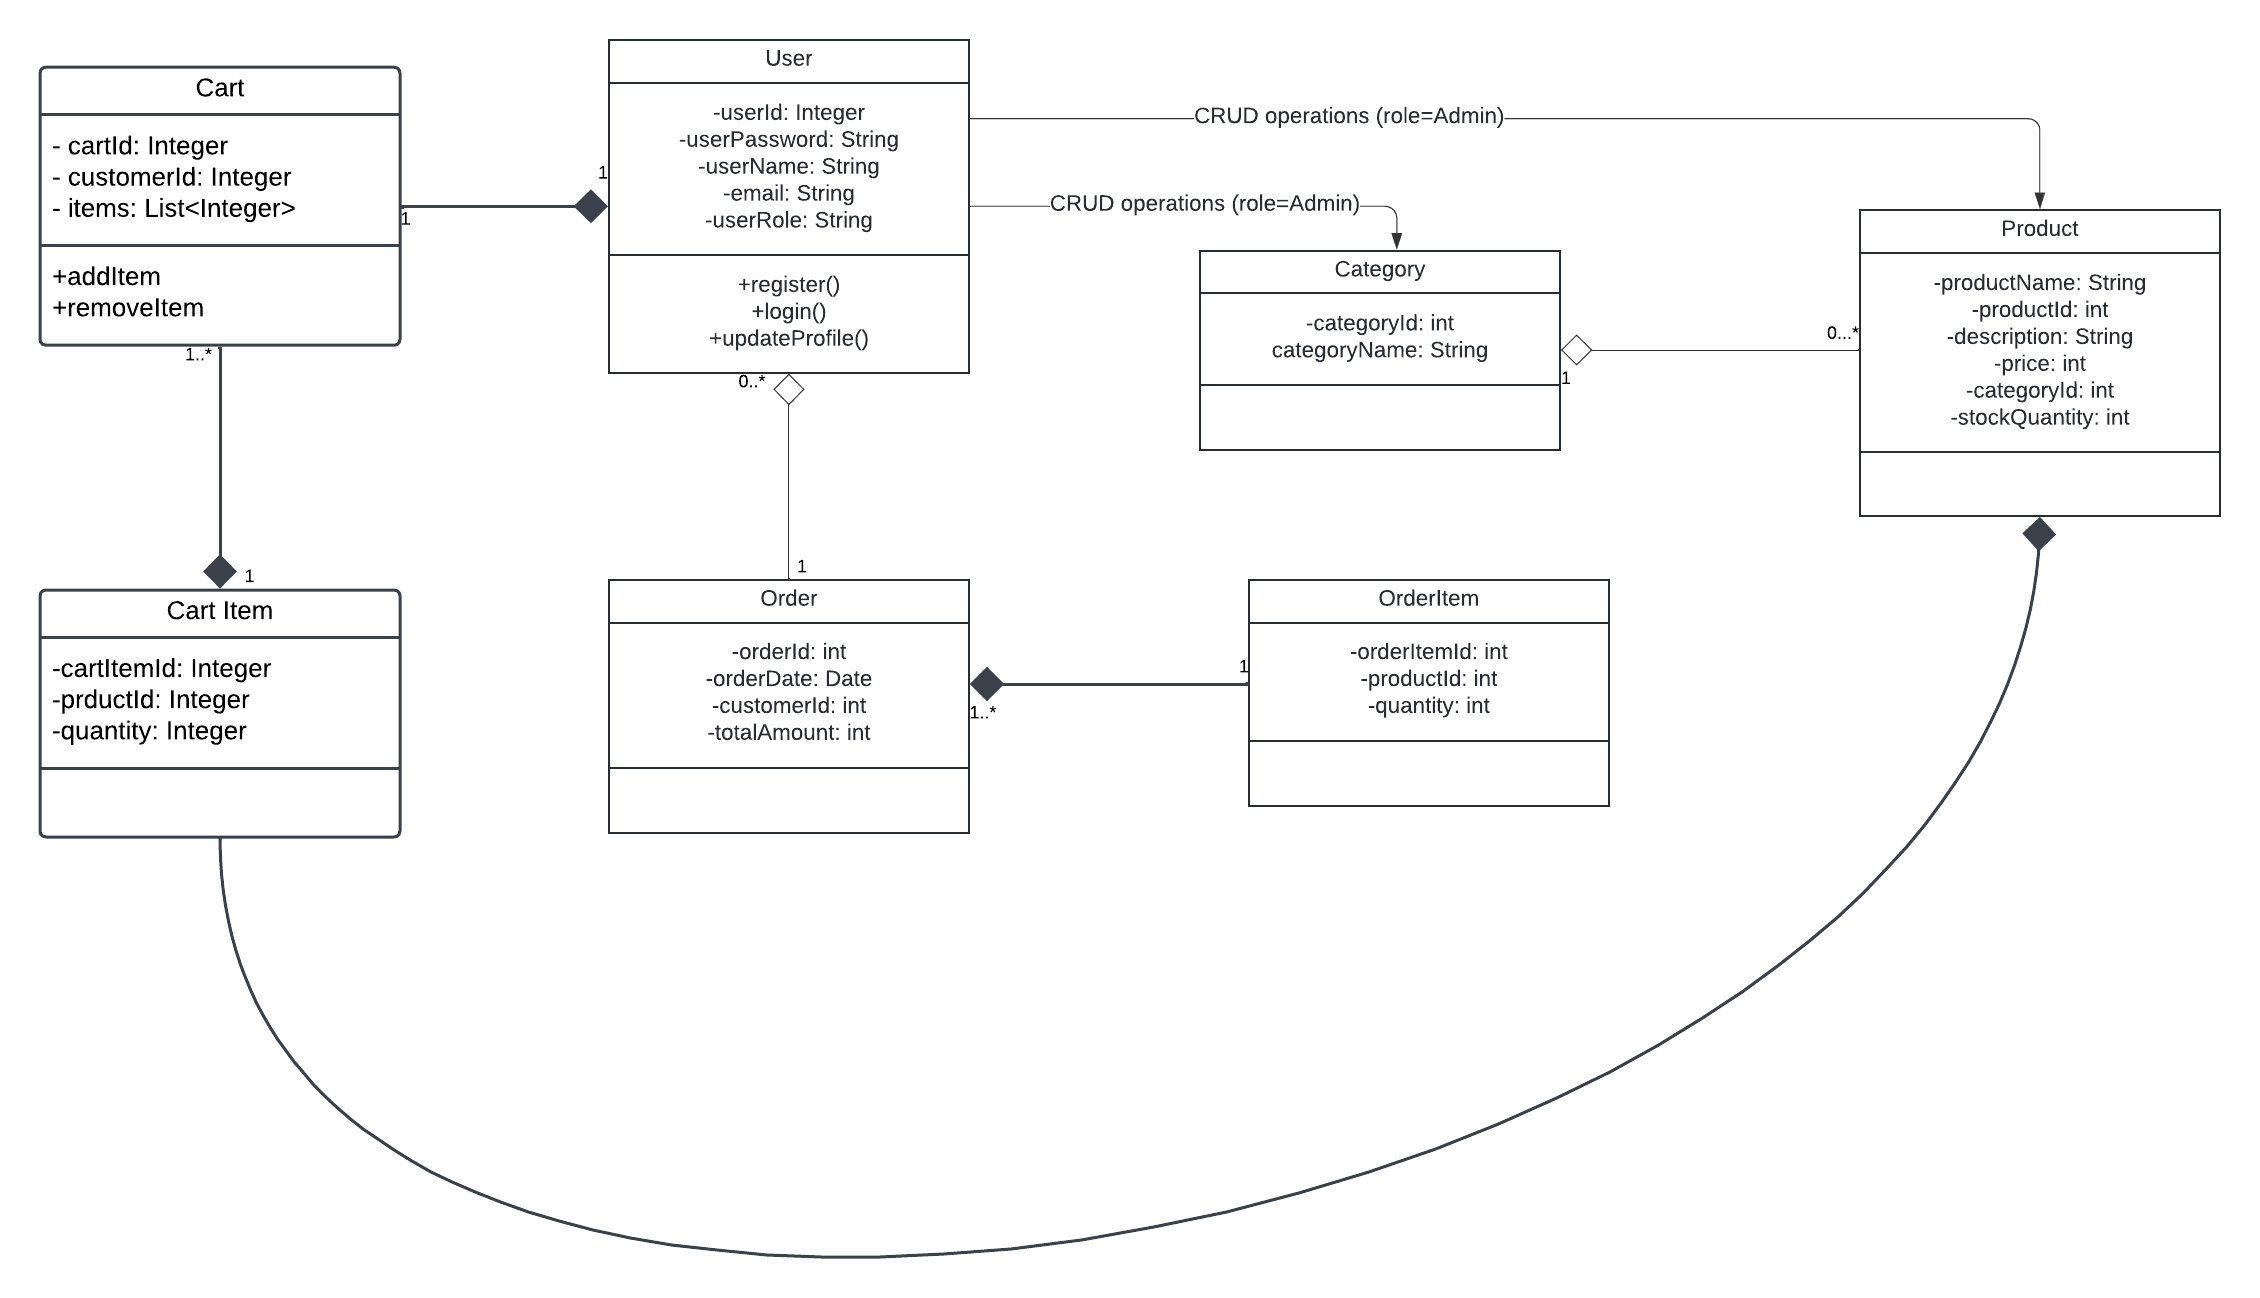 Cart
- cartId: Integer
- customerId: Integer
- items: List<Integer>
+addItem
+removeItem
1..*
1
1
User
-userId: Integer
-userPassword: String
-userName: String
-email: String
-userRole: String
+register()
+login()
+updateProfile()
0..*
CRUD operations (role=Admin)
CRUD operations (role=Admin)
Category
-categoryId: int
categoryName: String
1
0...*
Product
-productName: String
-productId: int
-description: String
-price: int
-categoryId: int
-stockQuantity: int
1
Cart Item
-cartItemId: Integer
-prductId: Integer
-quantity: Integer
1
Order
-orderId: int
-orderDate: Date
-customerId: int
-totalAmount: int
1..*
1
OrderItem
-orderItemId: int
-productId: int
-quantity: int